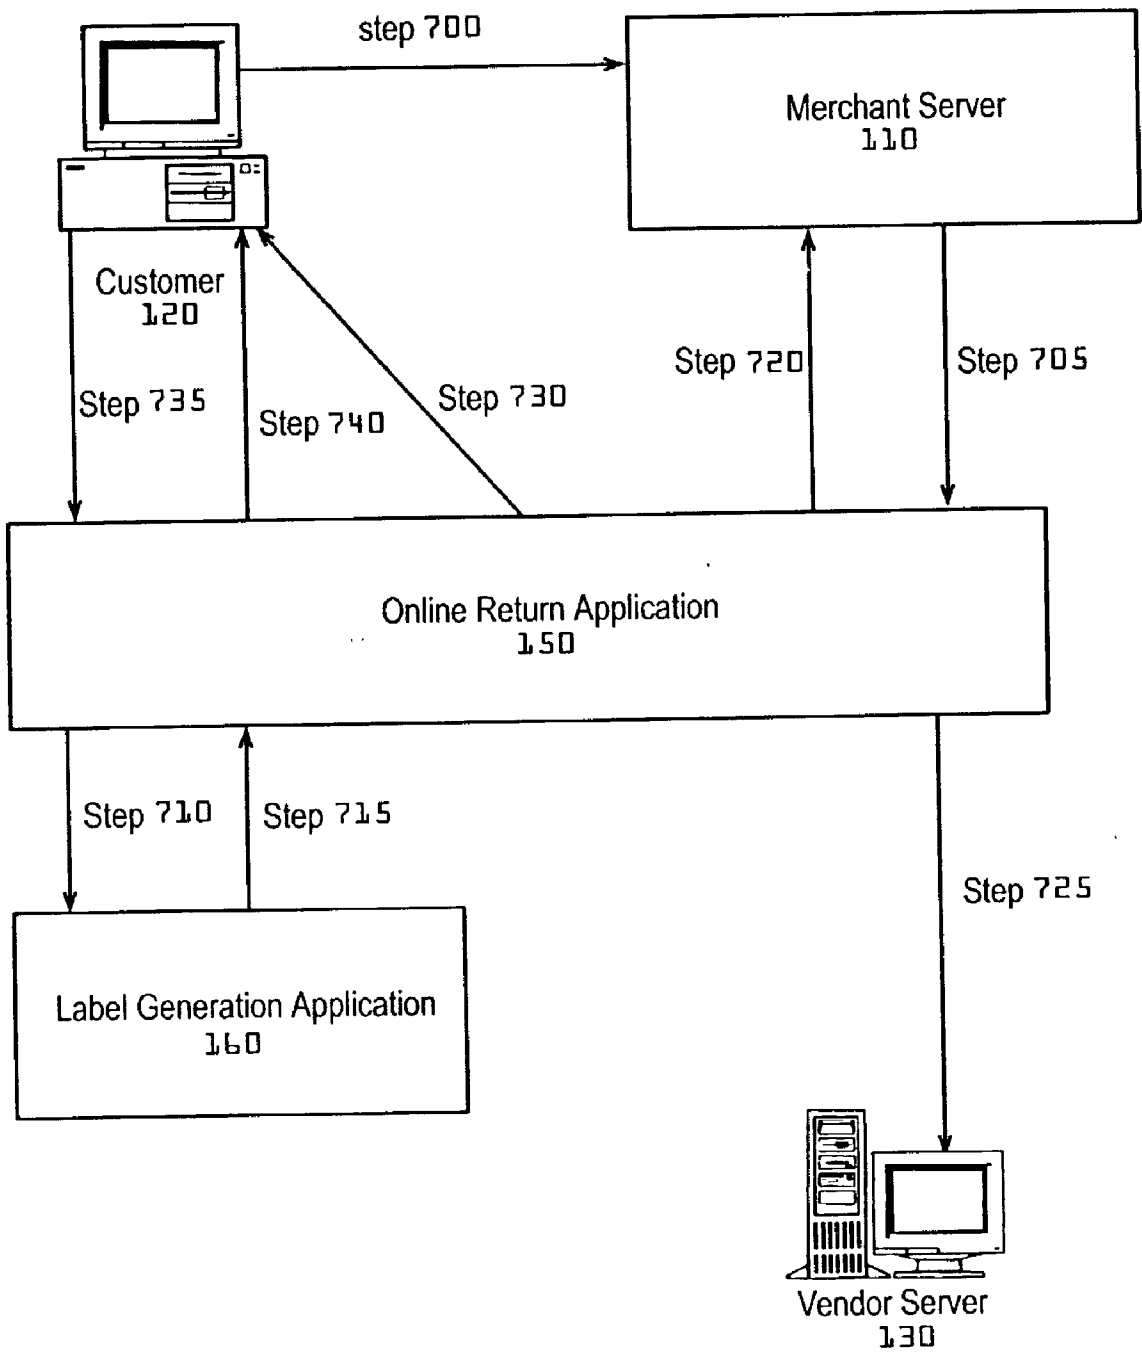 step 700
Merchant Server
110
Customer
120
Step 735
Step 740
Step 730
Step 720
Step 705
Online Return Application
150
Step 710
Step 715
Step 725
Label Generation Application
160
Vendor Server
130